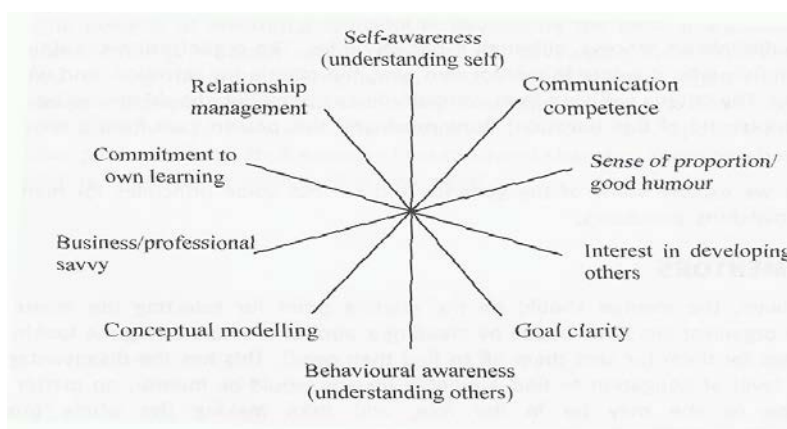 Self-awareness
(understanding self)
Relationship
management
Communication
competence
Commitment to
own learning
Sense of proportion/
good humour
Business/professional
savvy
Interest in developing
others
Conceptual modelling
Goal clarity
Behavioural awareness
(understanding others)